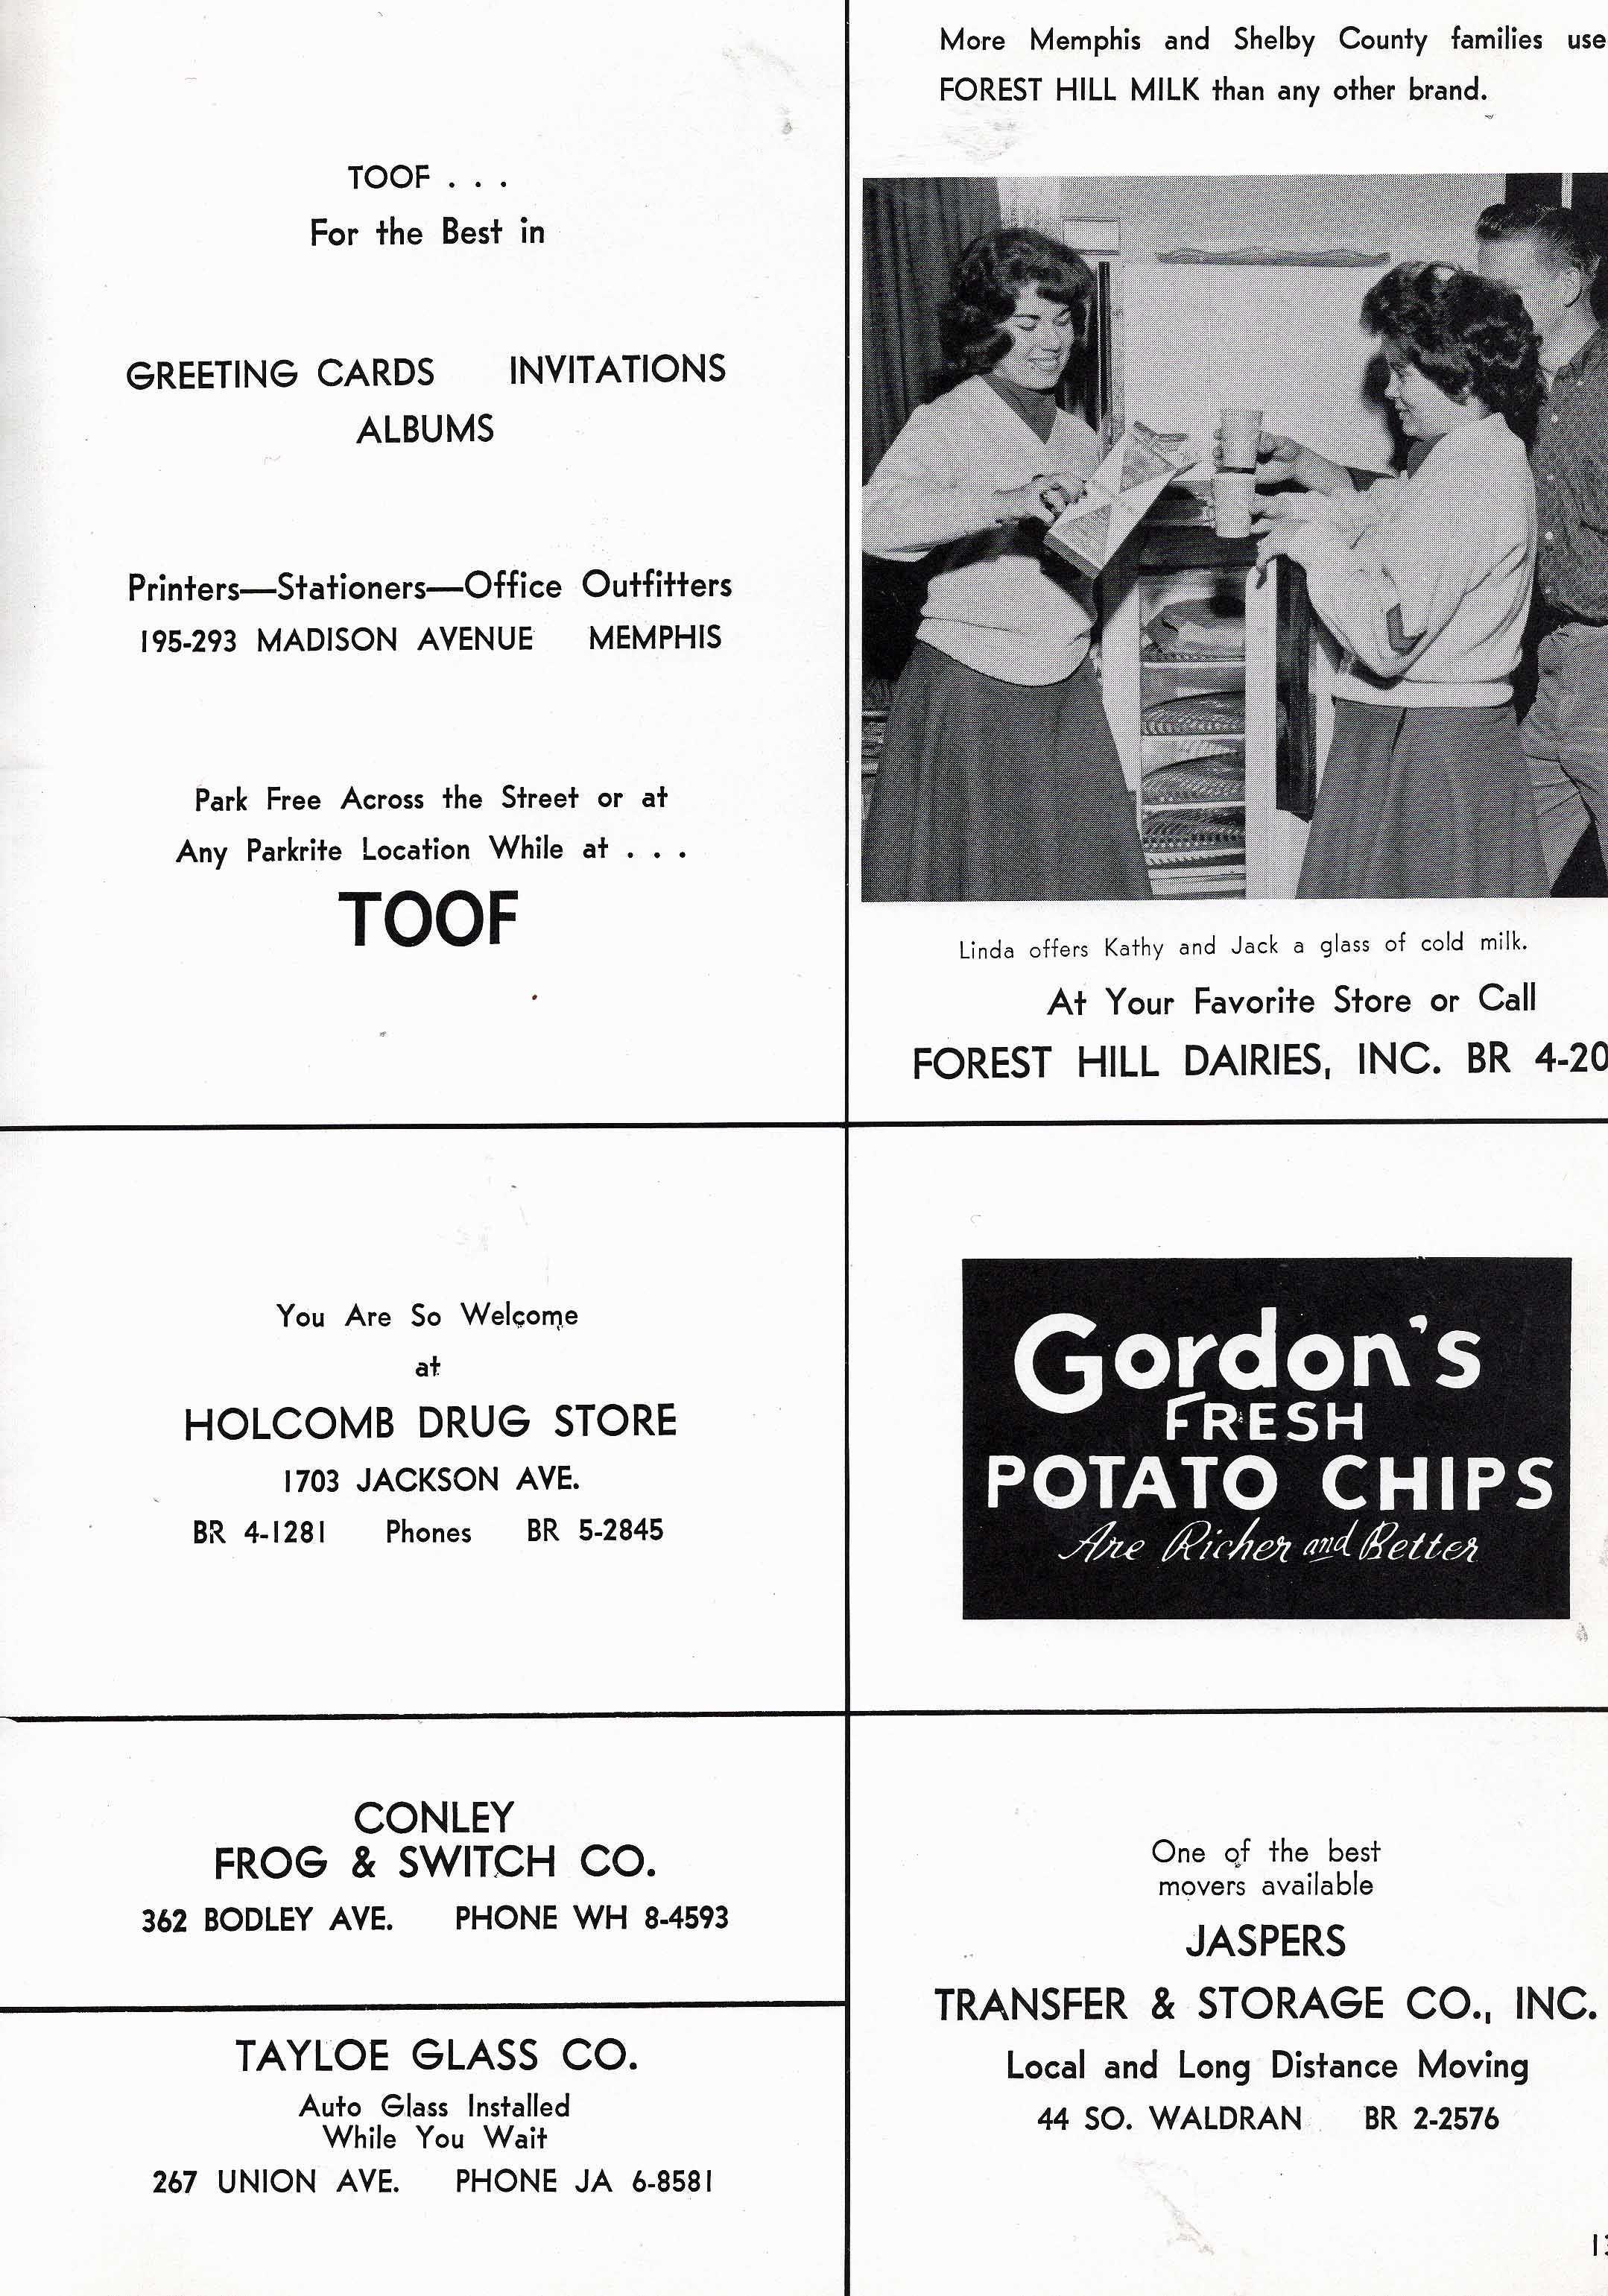 TOOF . . .
For the Best in
GREETING CARDS INVITATIONS
ALBUMS
Printers—Stationers—Office Outfitters
195-293 MADISON AVENUE MEMPHIS
Park Free Across the Street or at
Any Parkrite Location While at . . .
TOOF
More Memphis and Shelby County families use
FOREST HILL MILK than any other brand.
Linda offers Kathy and Jack a glass of cold milk.
At Your Favorite Store or Call
FOREST HILL DAIRIES, INC. BR 4-20
You Are So Welcome
at
HOLCOMB DRUG STORE
1703 JACKSON AVE.
BR 4-1281 Phones BR 5-2845
Gordon's
FRESH
POTATO CHIPS
Are Richer and Better
CONLEY
FROG & SWITCH CO.
362 BODLEY AVE. PHONE WH 8-4593
TAYLOE GLASS CO.
Auto Glass Installed
While You Wait
267 UNION AVE. PHONE JA 6-8581
One of the best
movers available
JASPERS
TRANSFER & STORAGE CO., INC.
Local and Long Distance Moving
44 SO. WALDRAN BR 2-2576